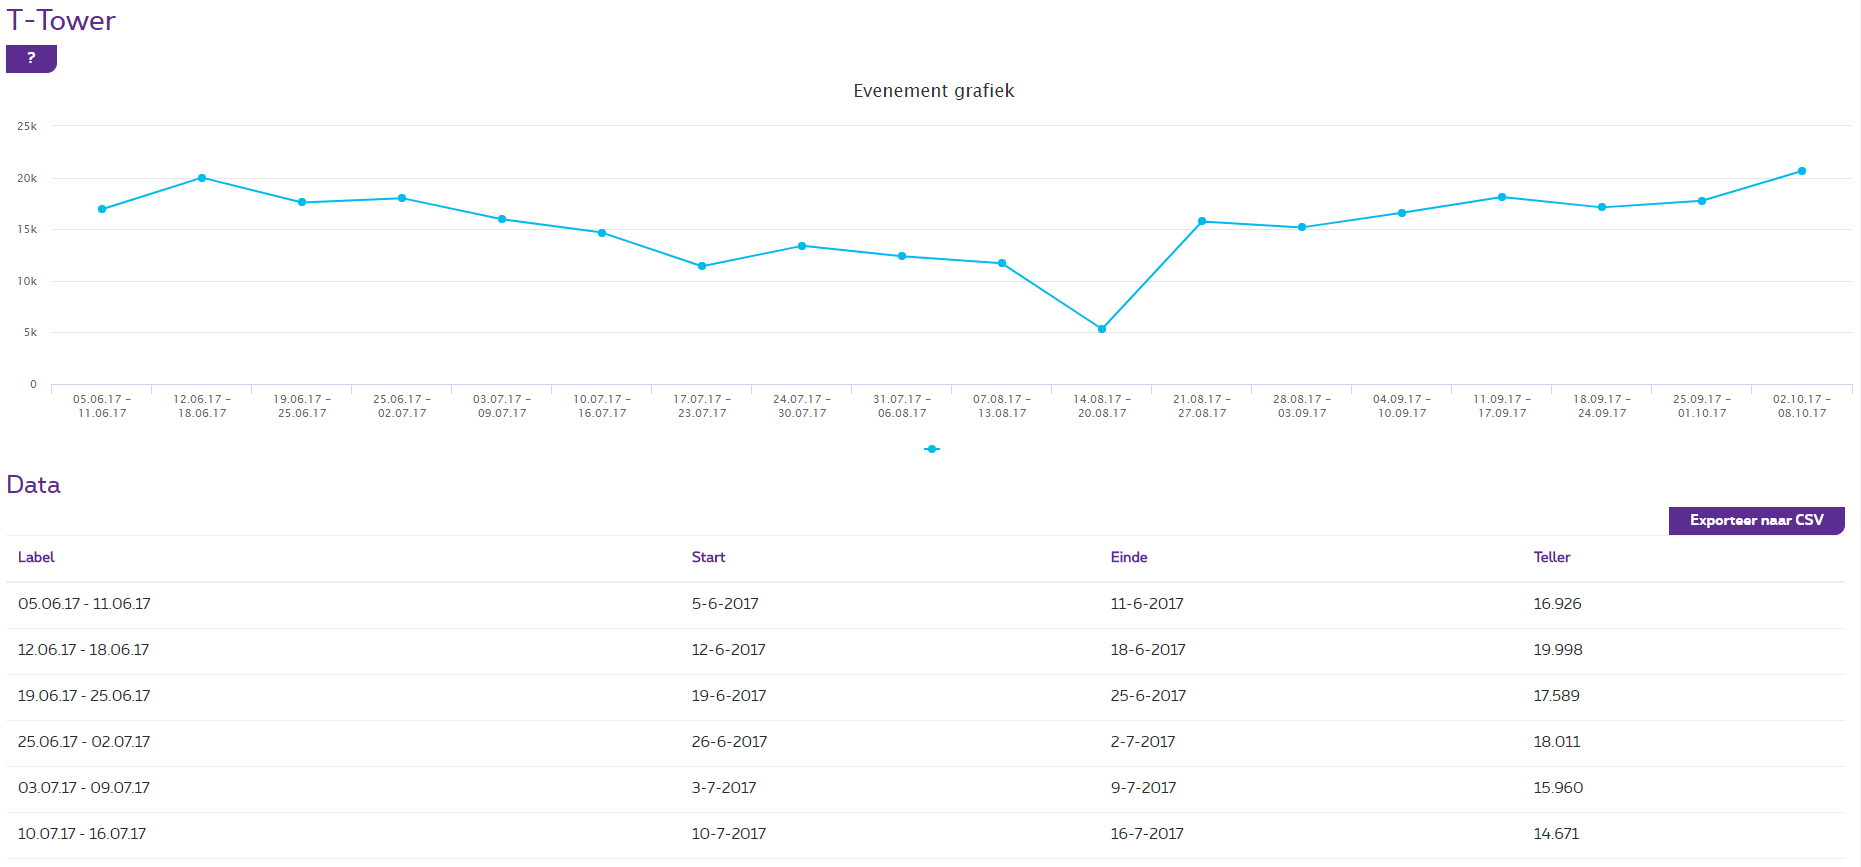 T-Tower
?
Evenement grafiek
25k
20k
15k
10k
5k
0
05.06.17 – 11.06.17
12.06.17 – 18.06.17
19.06.17 – 25.06.17
25.06.17 – 02.07.17
03.07.17 – 09.07.17
10.07.17 – 16.07.17
17.07.17 – 23.07.17
24.07.17 – 30.07.17
31.07.17 – 06.08.17
07.08.17 – 13.08.17
14.08.17 – 20.08.17
21.08.17 – 27.08.17
28.08.17 – 03.09.17
04.09.17 – 10.09.17
11.09.17 – 17.09.17
18.09.17 – 24.09.17
25.09.17 – 01.10.17
02.10.17 – 08.10.17
Data
Exporteer naar CSV
Label Start Einde Teller
05.06.17 - 11.06.17 5-6-2017 11-6-2017 16.926
12.06.17 - 18.06.17 12-6-2017 18-6-2017 19.998
19.06.17 - 25.06.17 19-6-2017 25-6-2017 17.589
25.06.17 - 02.07.17 26-6-2017 2-7-2017 18.011
03.07.17 - 09.07.17 3-7-2017 9-7-2017 15.960
10.07.17 - 16.07.17 10-7-2017 16-7-2017 14.671